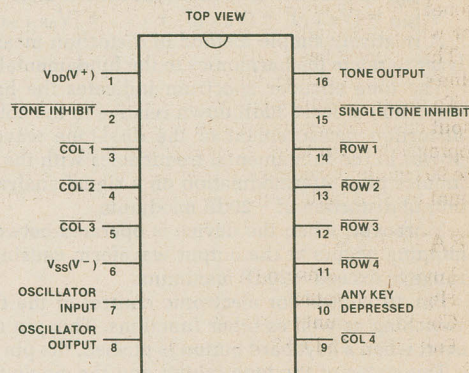 TOP VIEW
V_DD(V+) 1
TONE INHIBIT 2
COL 1 3
COL 2 4
COL 3 5
V_SS(V−) 6
OSCILLATOR
INPUT 7
OSCILLATOR
OUTPUT 8
16 TONE OUTPUT
15 SINGLE TONE INHIBIT
14 ROW 1
13 ROW 2
12 ROW 3
11 ROW 4
ANY KEY
10 DEPRESSED
9 COL 4